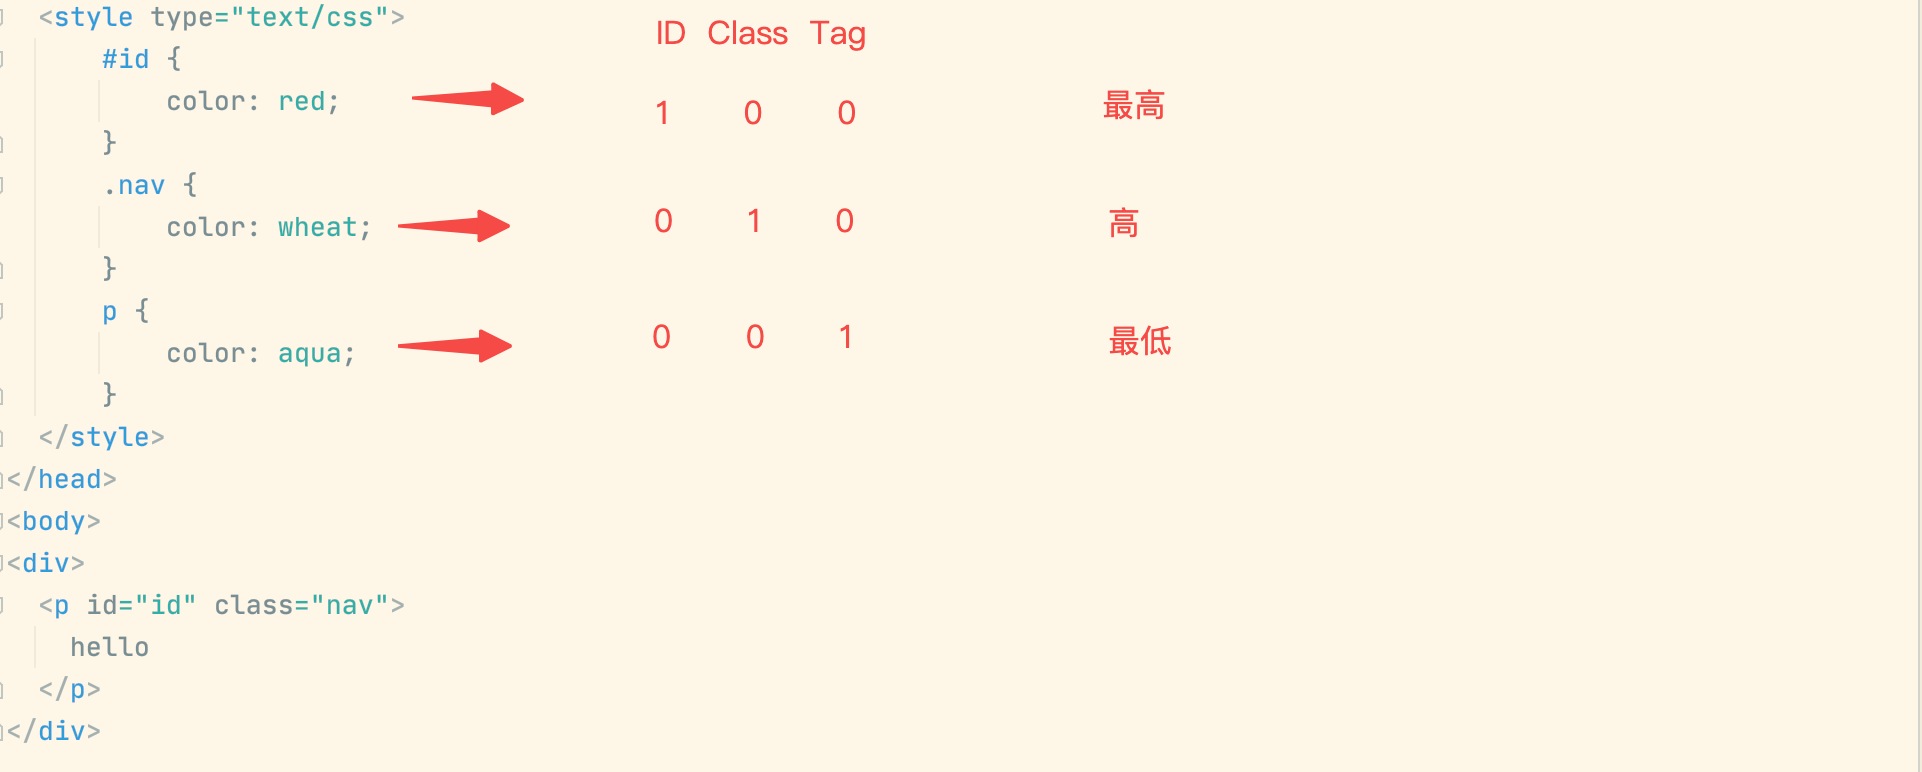 <style type="text/css">
ID Class Tag
#id {
color: red;
1 0 0
最高
}
.nav {
color: wheat;
0 1 0
高
}
p {
color: aqua;
0 0 1
最低
}
</style>
</head>
<body>
<div>
<p id="id" class="nav">
hello
</p>
</div>